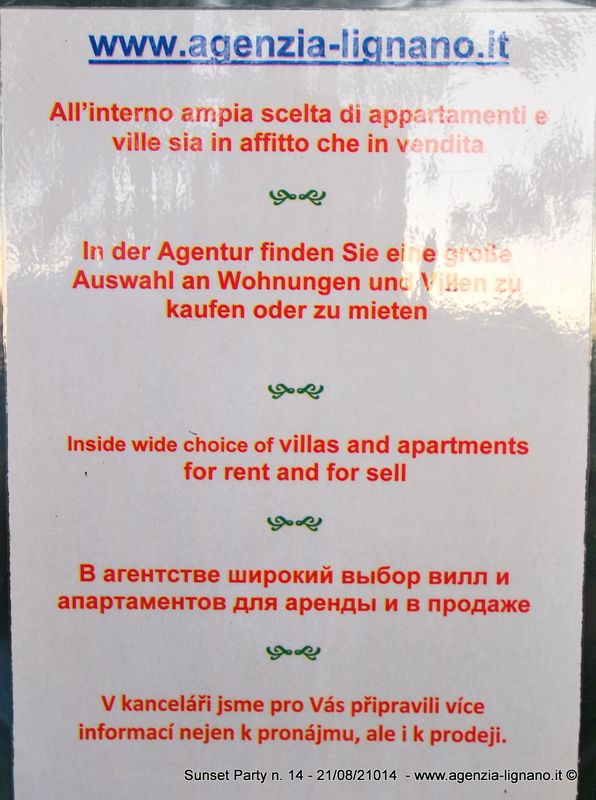 www.agenzia-lignano.it
All'interno ampia scelta di appartamenti e
ville sia in affitto che in vendita
In der Agentur finden Sie eine große
Auswahl an Wohnungen und Villen zu
kaufen oder zu mieten
Inside wide choice of villas and apartments
for rent and for sell
В агентстве широкий выбор вилл и
апартаментов для аренды и в продаже
V kanceláři jsme pro Vás připravili více
informací nejen k pronájmu, ale i k prodeji.
Sunset Party n. 14 - 21/08/21014 - www.agenzia-lignano.it ©